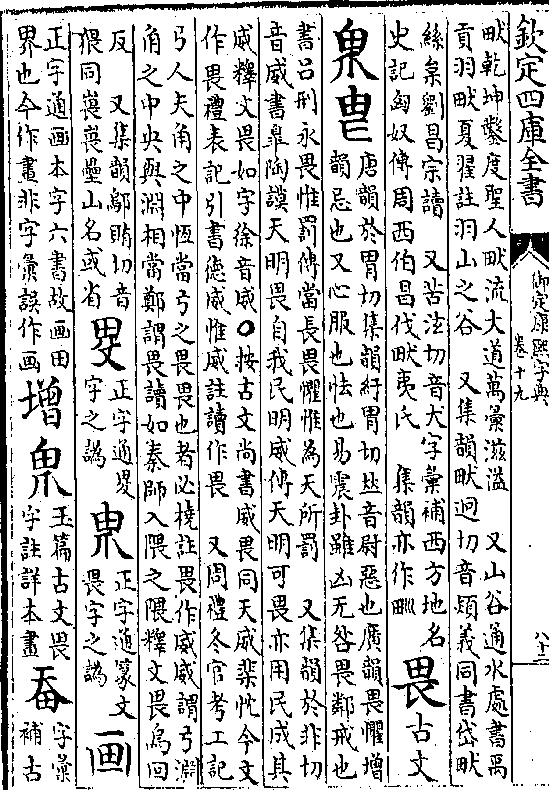 欽定四庫全書
御定康熙字典
卷十九
畎乾坤鑿度聖人畎流大道萬彚滋溢 又山谷通水處書禹
貢羽畎夏翟註羽山之谷 又集韻畎迥切音熲義同書岱畎
絲枲劉昌宗讀 又苦泫切音犬字彙補西方地名
史記匈奴傳周西伯昌伐畎夷氏 集韻亦作甽
畏古文
唐韻於胃切集韻紆胃切𠀤音尉惡也廣韻畏懼增
韻忌也又心服也怯也易震卦雖凶无咎畏鄰戒也
書吕刑永畏惟罰傳當長畏懼惟為天所罰 又集韻於非切
音威書臯陶謨天明畏自我民明威傳天明可畏亦用民成其
威釋文畏如字徐音威〇按古文尚書威畏同天威棐忱今文
作畏禮表記引書德威惟威註讀作畏 又周禮冬官考工記
弓人夫角之中恆當弓之畏畏也者必橈註畏作威威謂弓淵
角之中央與淵相當鄭謂畏讀如秦師入隈之隈釋文畏烏回
反 又集韻鄔賄切音
猥同嵔嵔壘山名或省
正字通
字之譌
正字通篆文
畏字之譌
画
正字通画本字六書故画田
界也今作畫非字彙誤作画
增
玉篇古文畏
字註詳本畫
字彙
補古